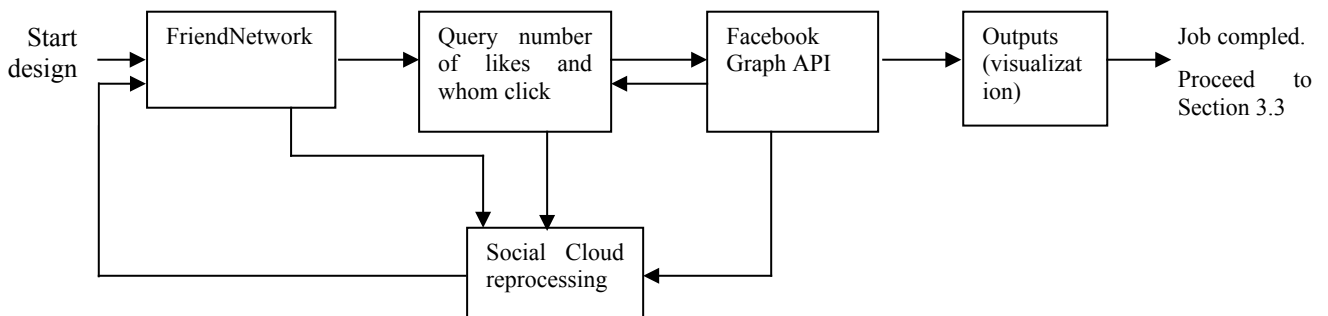 Start
design
FriendNetwork
Query number
of likes and
whom click
Facebook
Graph API
Outputs
(visualizat
ion)
Job compled.
Proceed to
Section 3.3
Social Cloud
reprocessing